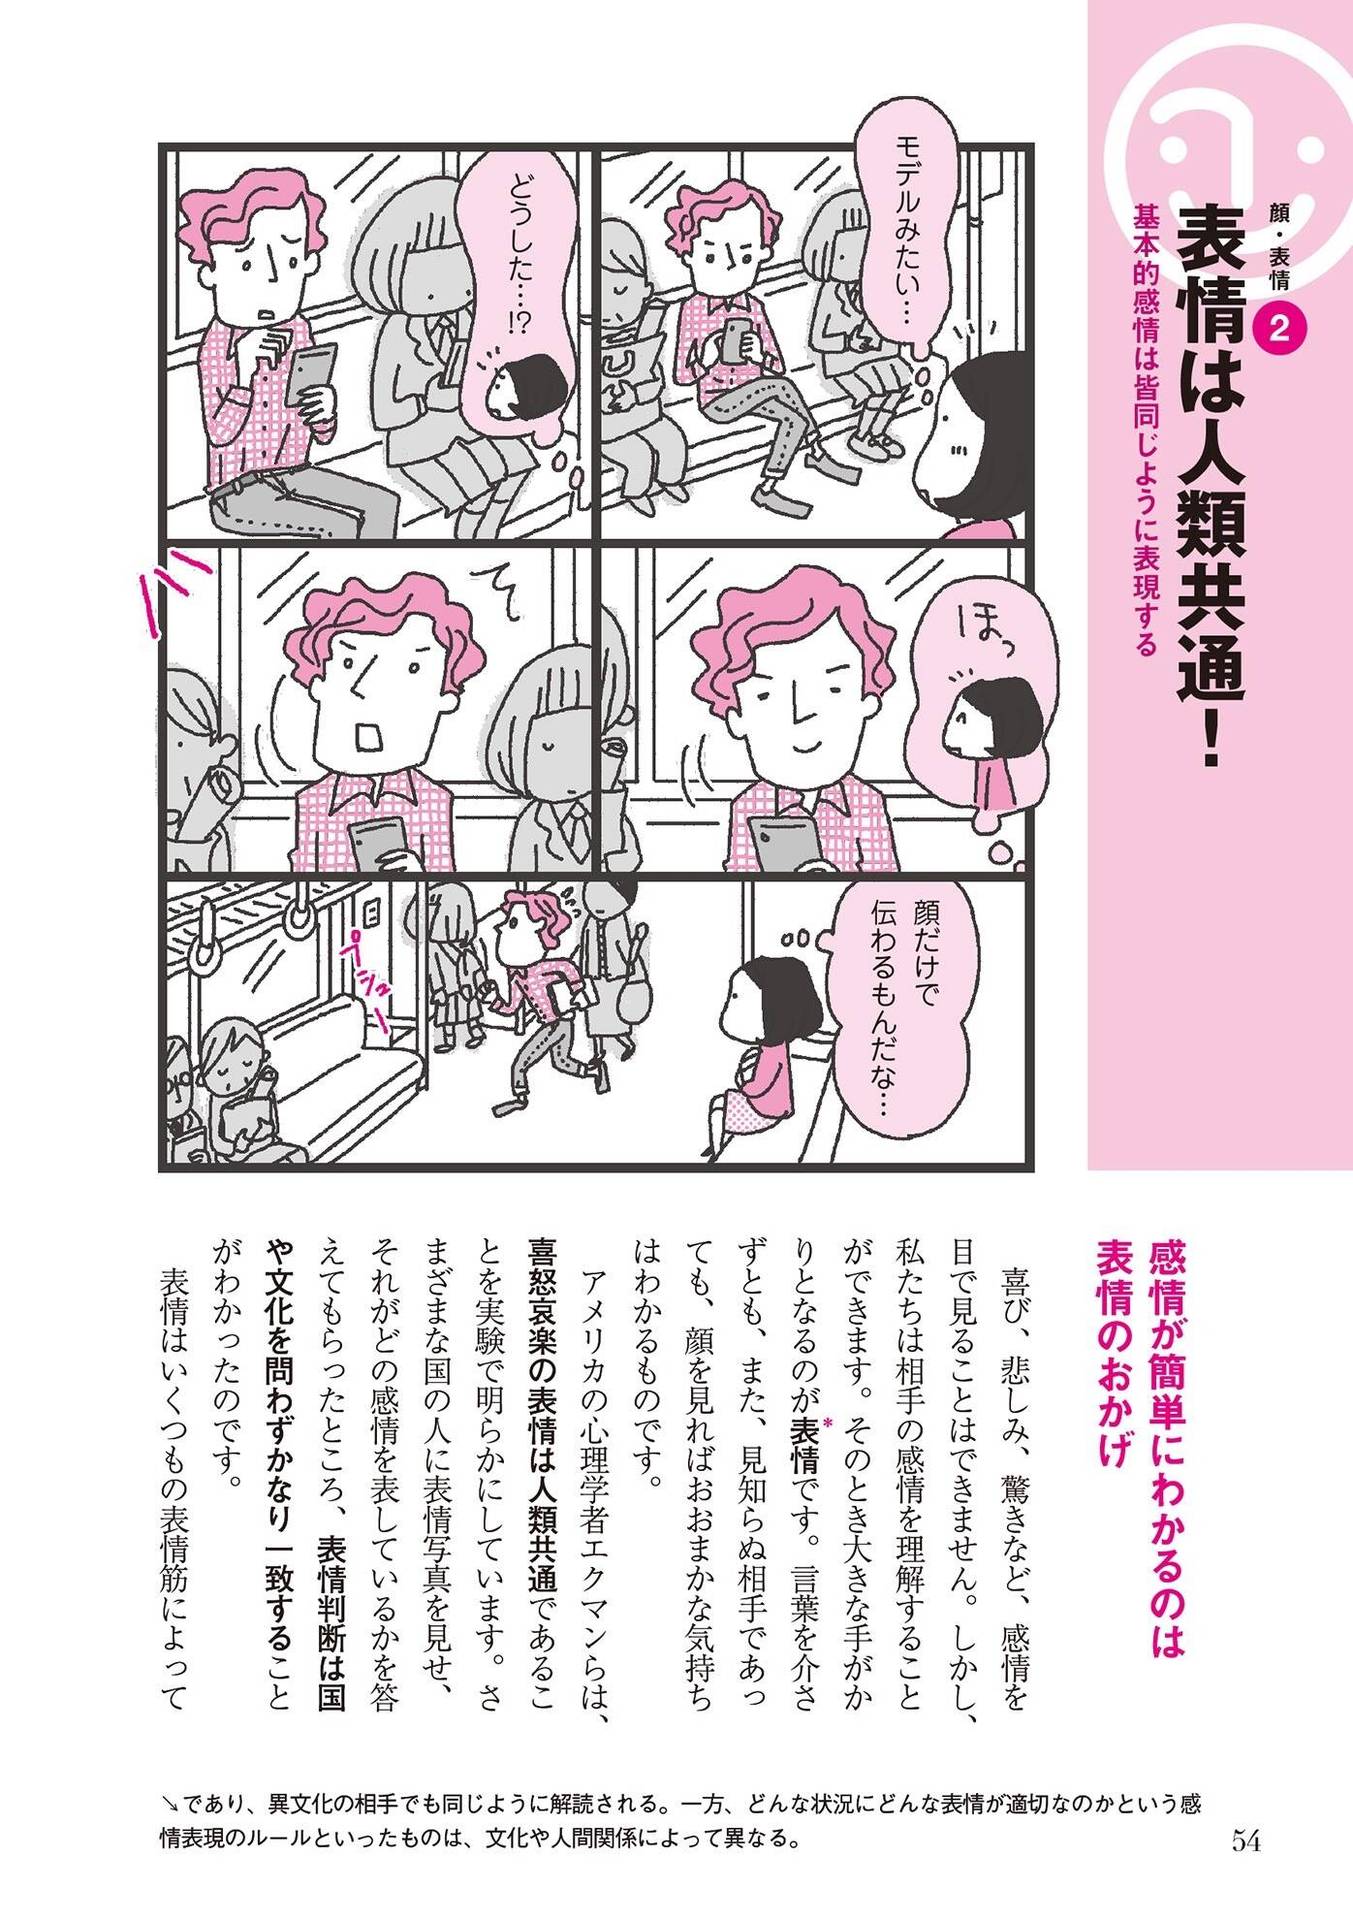 顔・表情
2
表情は人類共通！
基本的感情は皆同じように表現する
モデルみたい…
どうした…!?
ほっ
顔だけで
伝わるもんだな…
プシューッ
感情が簡単にわかるのは
表情のおかげ
喜び、悲しみ、驚きなど、感情を
目で見ることはできません。しかし、
私たちは相手の感情を理解すること
ができます。そのとき大きな手がか
りとなるのが表情*です。言葉を介さ
ずとも、また、見知らぬ相手であっ
ても、顔を見ればおおまかな気持ち
はわかるものです。
アメリカの心理学者エクマンらは、
喜怒哀楽の表情は人類共通であるこ
とを実験で明らかにしています。さ
まざまな国の人に表情写真を見せ、
それがどの感情を表しているかを答
えてもらったところ、表情判断は国
や文化を問わずかなり一致すること
がわかったのです。
表情はいくつもの表情筋によって
↘であり、異文化の相手でも同じように解読される。一方、どんな状況にどんな表情が適切なのかという感
情表現のルールといったものは、文化や人間関係によって異なる。
54